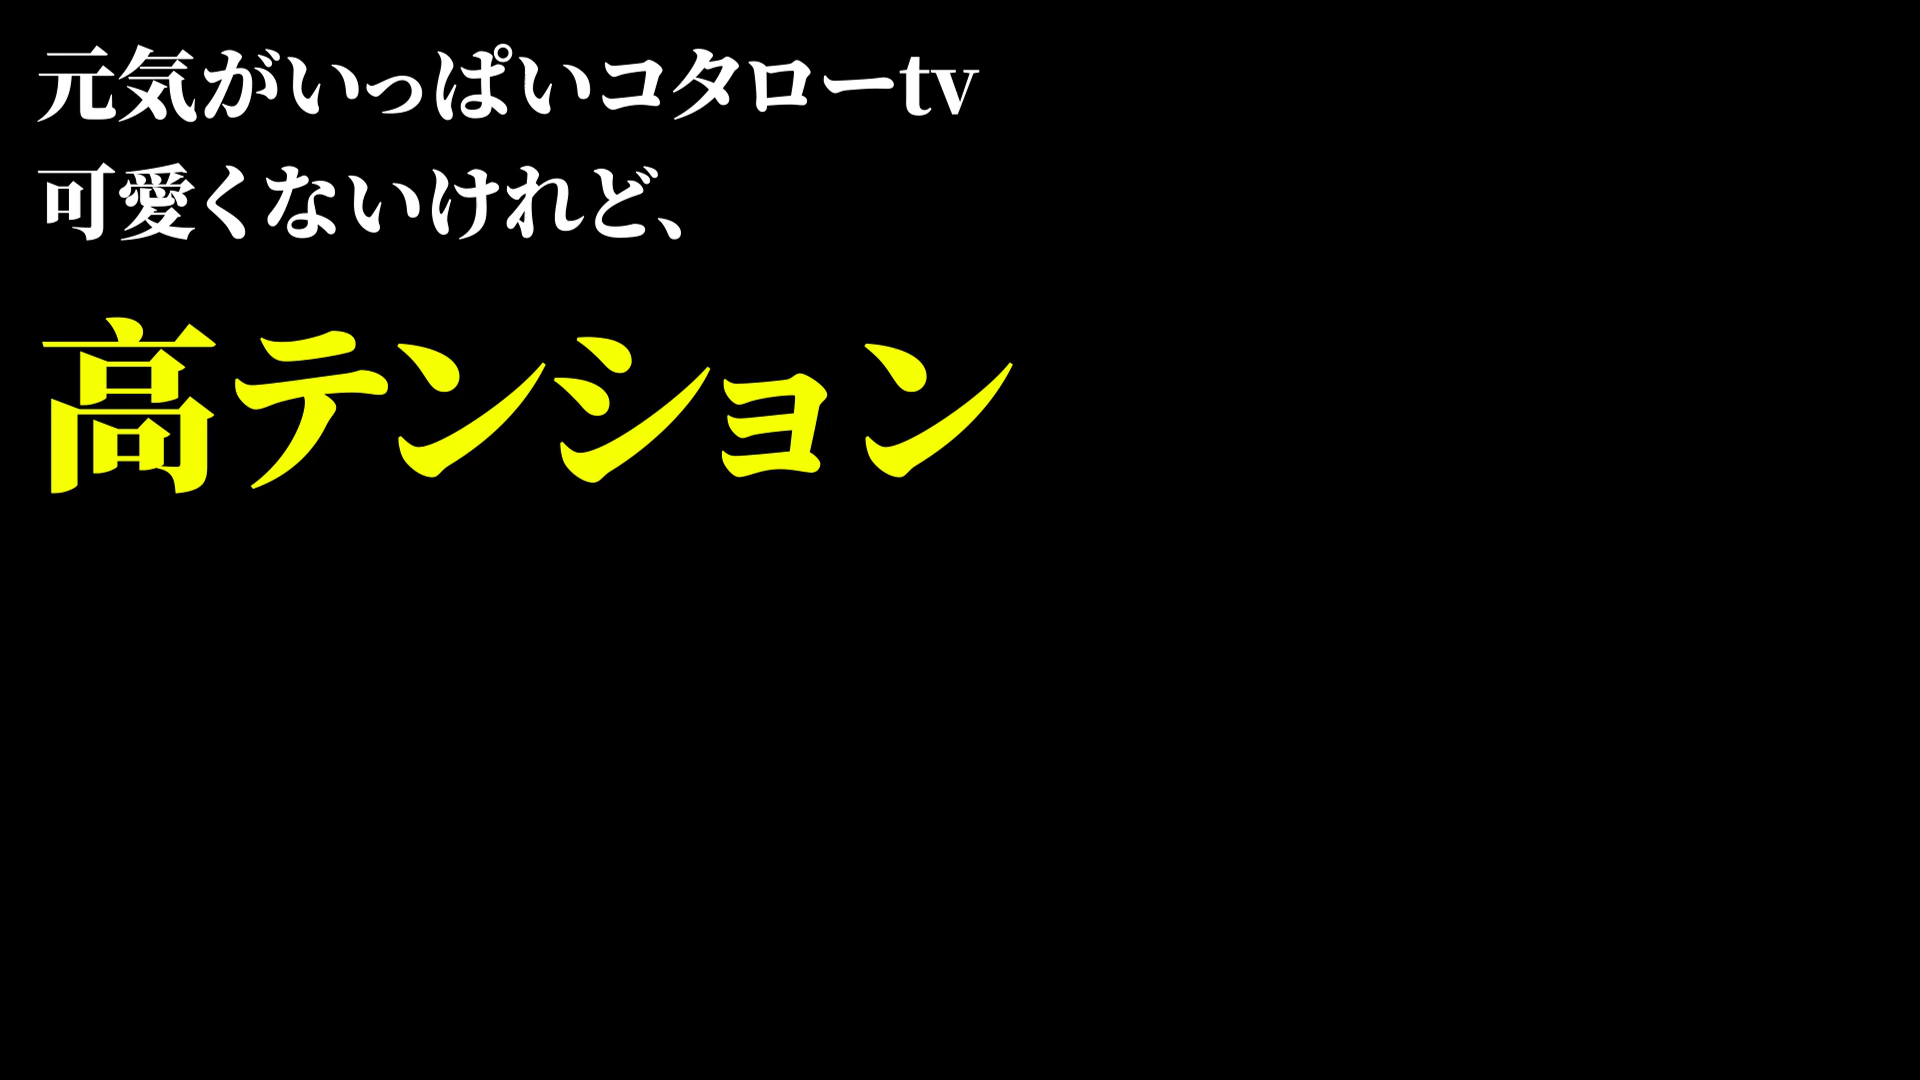 元気がいっぱいコタローtv
可愛くないけれど、
高テンション